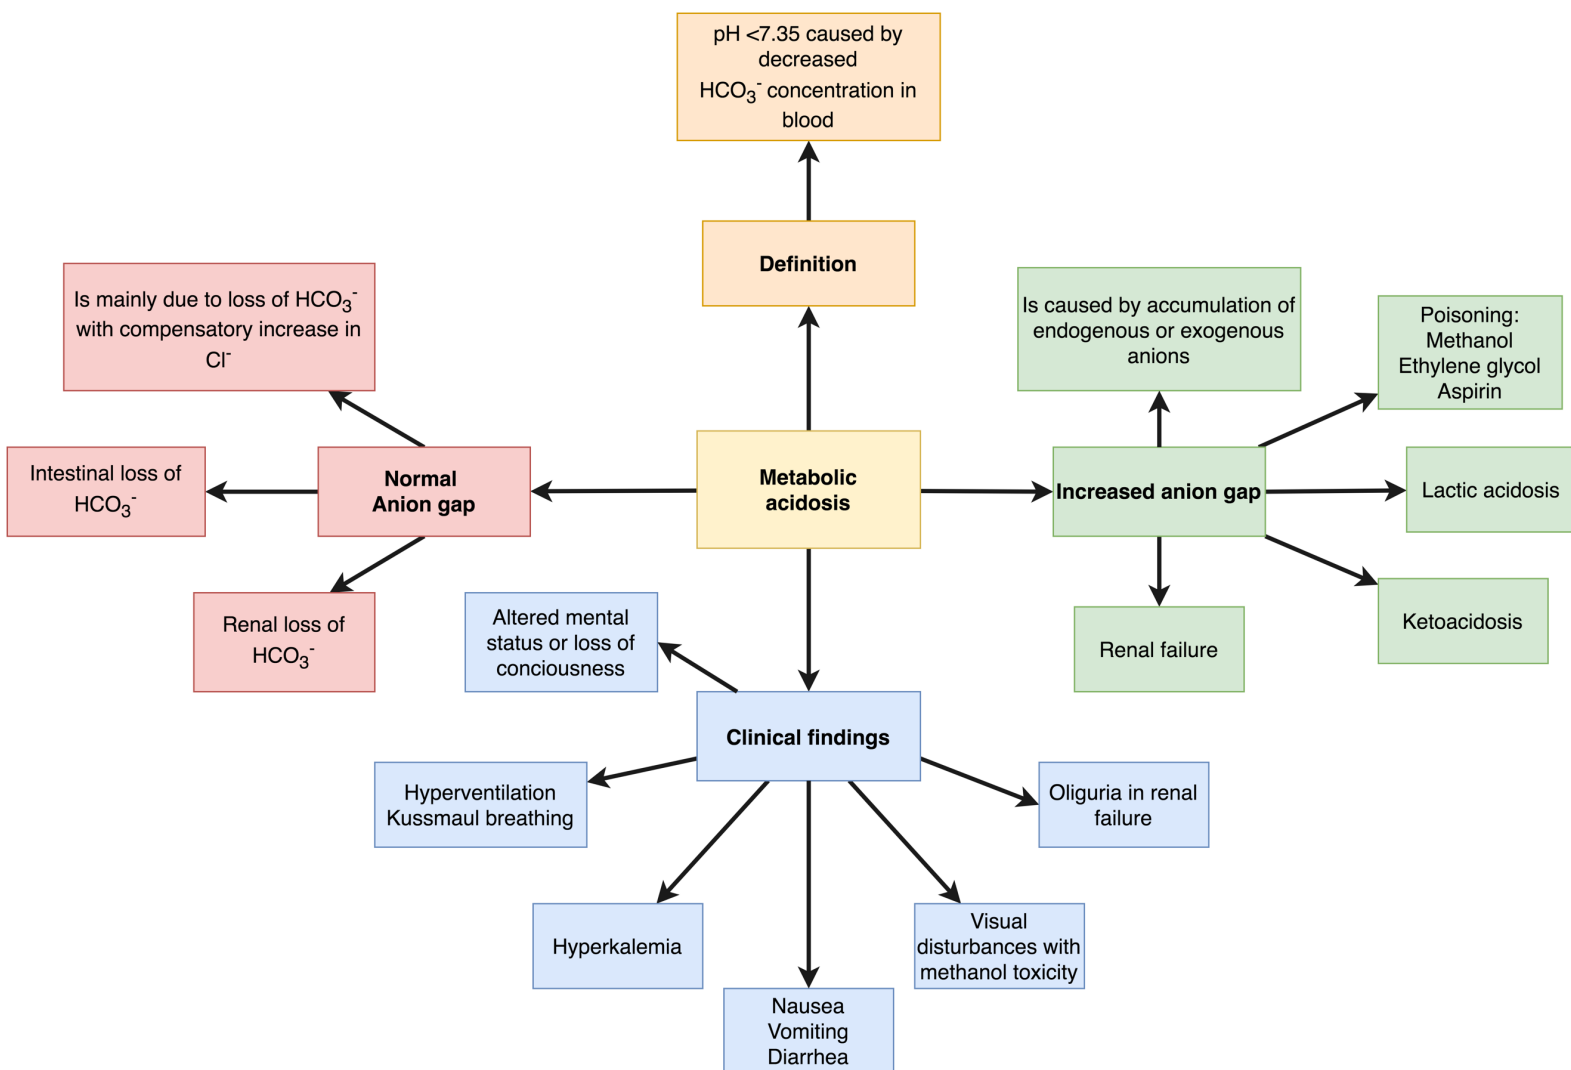 pH <7.35 caused by
decreased
HCO₃⁻ concentration in
blood
Definition
Is mainly due to loss of HCO₃⁻
with compensatory increase in
Cl⁻
Is caused by accumulation of
endogenous or exogenous
anions
Poisoning:
Methanol
Ethylene glycol
Aspirin
Intestinal loss of
HCO₃⁻
Normal
Anion gap
Metabolic
acidosis
Increased anion gap
Lactic acidosis
Renal loss of
HCO₃⁻
Altered mental
status or loss of
conciousness
Renal failure
Ketoacidosis
Clinical findings
Hyperventilation
Kussmaul breathing
Oliguria in renal
failure
Hyperkalemia
Visual
disturbances with
methanol toxicity
Nausea
Vomiting
Diarrhea